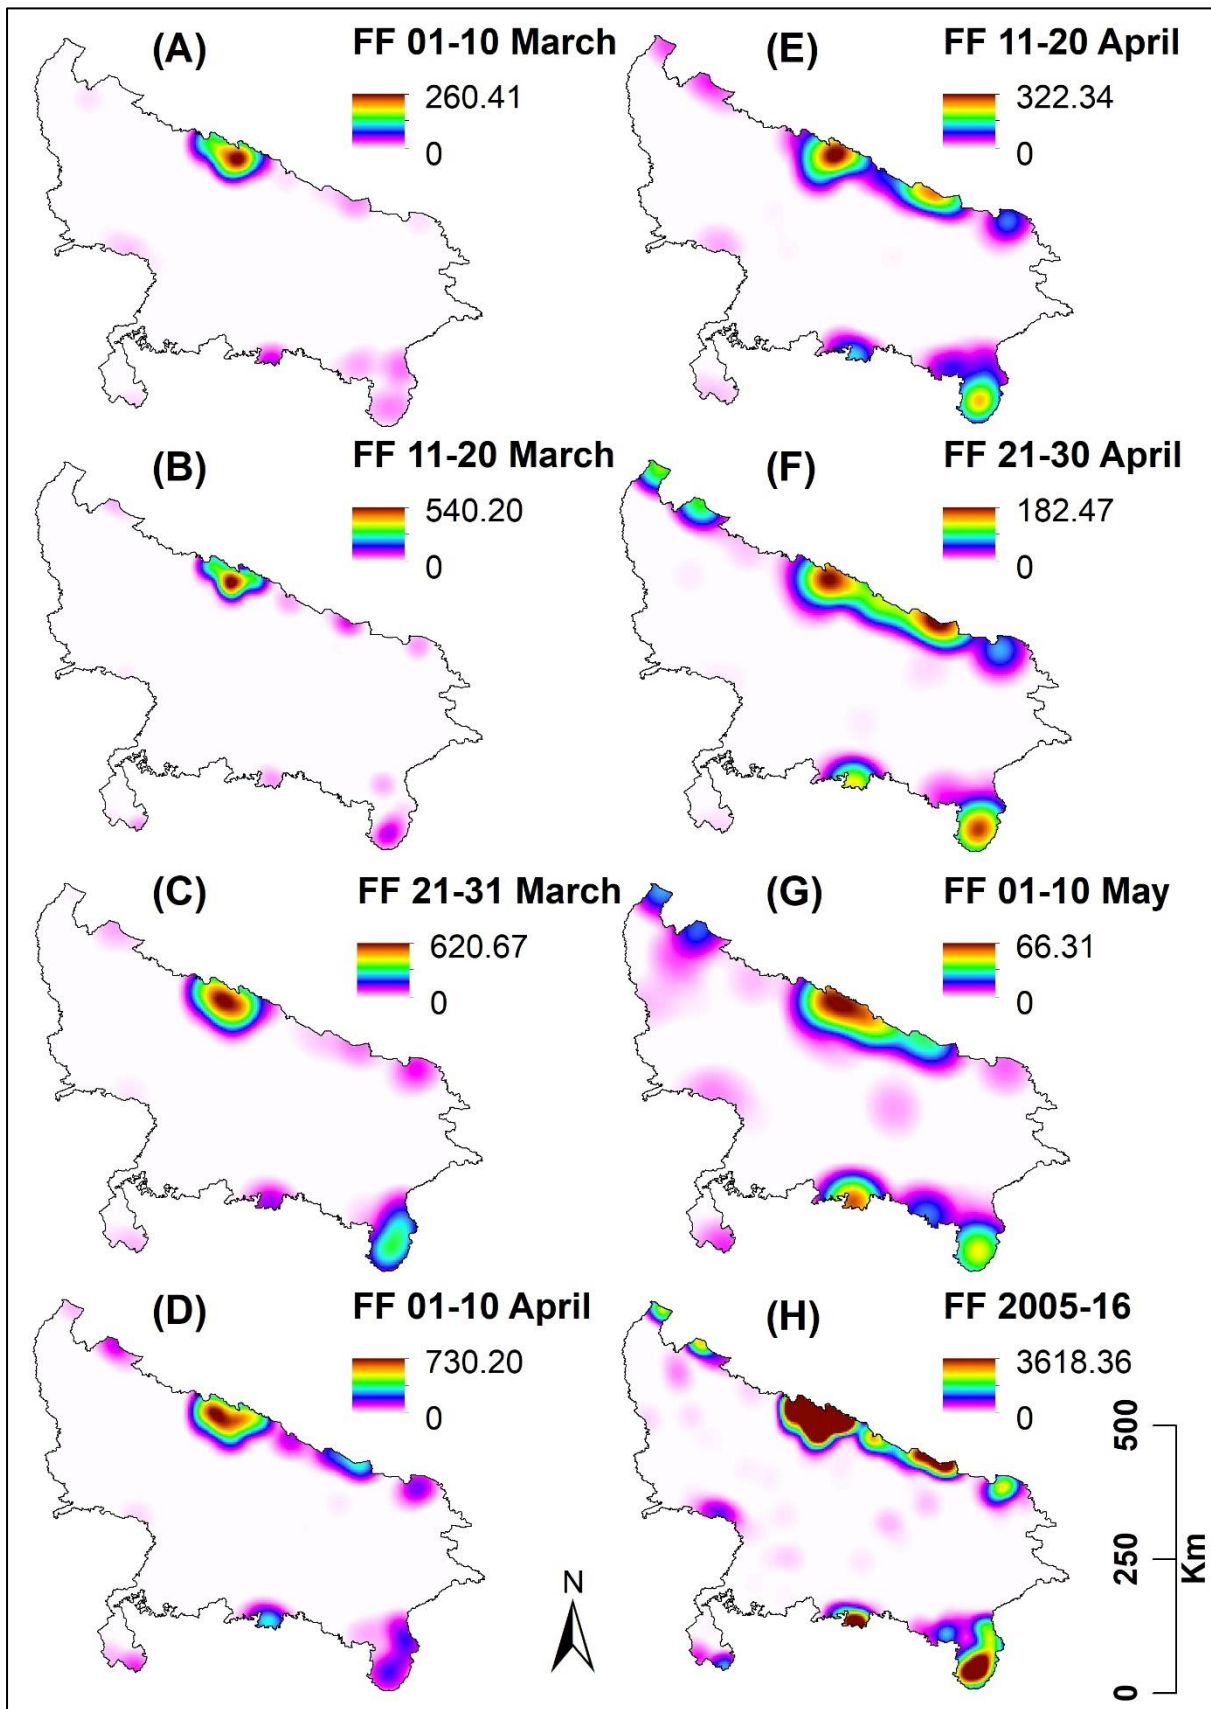 (A) FF 01-10 March
260.41
0
(B) FF 11-20 March
540.20
0
(C) FF 21-31 March
620.67
0
(D) FF 01-10 April
730.20
0
N
(E) FF 11-20 April
322.34
0
(F) FF 21-30 April
182.47
0
(G) FF 01-10 May
66.31
0
(H) FF 2005-16
3618.36
0
500
250
0
Km